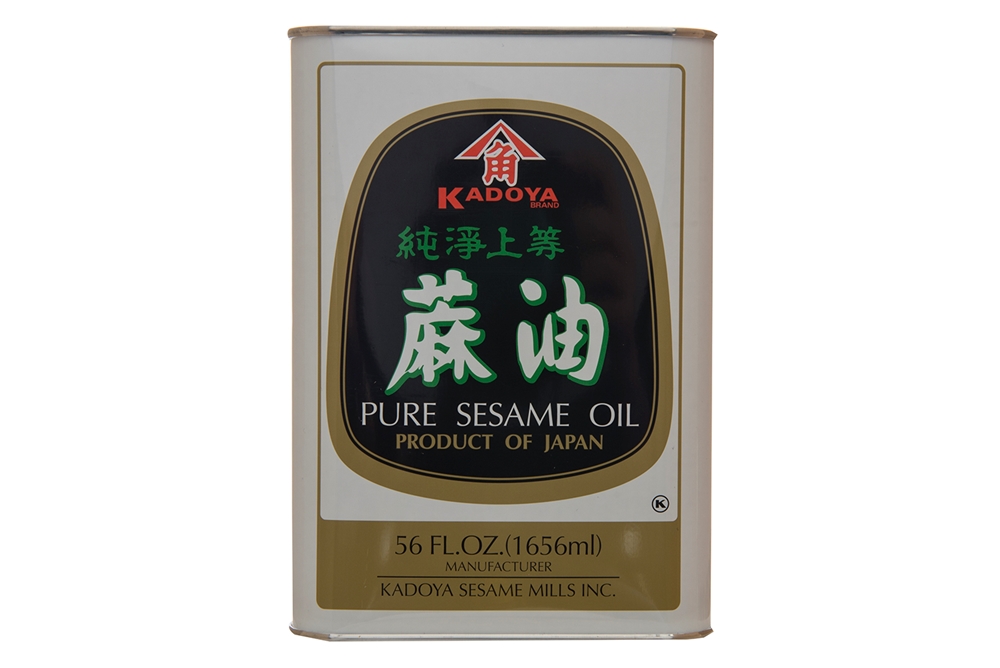 角
KADOYA
BRAND
純淨上等
蔴油
PURE SESAME OIL
PRODUCT OF JAPAN
K
56 FL.OZ.(1656ml)
MANUFACTURER
KADOYA SESAME MILLS INC.